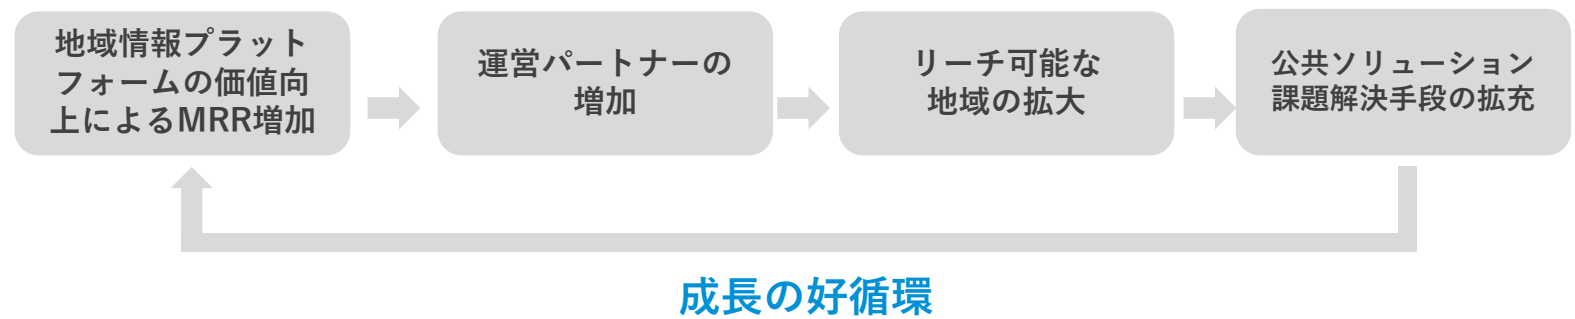 地域情報プラット
フォームの価値向
上によるMRR増加
運営パートナーの
増加
リーチ可能な
地域の拡大
公共ソリューション
課題解決手段の拡充
成長の好循環